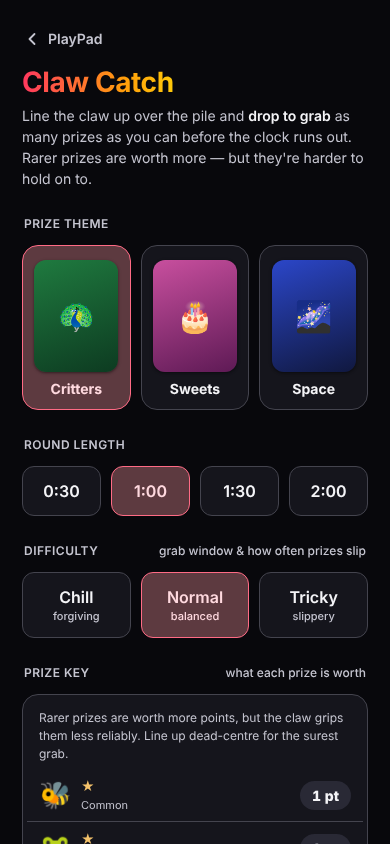 PlayPad
Claw Catch
Line the claw up over the pile and drop to grab as
many prizes as you can before the clock runs out.
Rarer prizes are worth more — but they're harder to
hold on to.
PRIZE THEME
Critters Sweets Space
ROUND LENGTH
0:30 1:00 1:30 2:00
DIFFICULTY grab window & how often prizes slip
Chill Normal Tricky
forgiving balanced slippery
PRIZE KEY what each prize is worth
Rarer prizes are worth more points, but the claw grips
them less reliably. Line up dead-centre for the surest
grab.
★
Common 1 pt
★